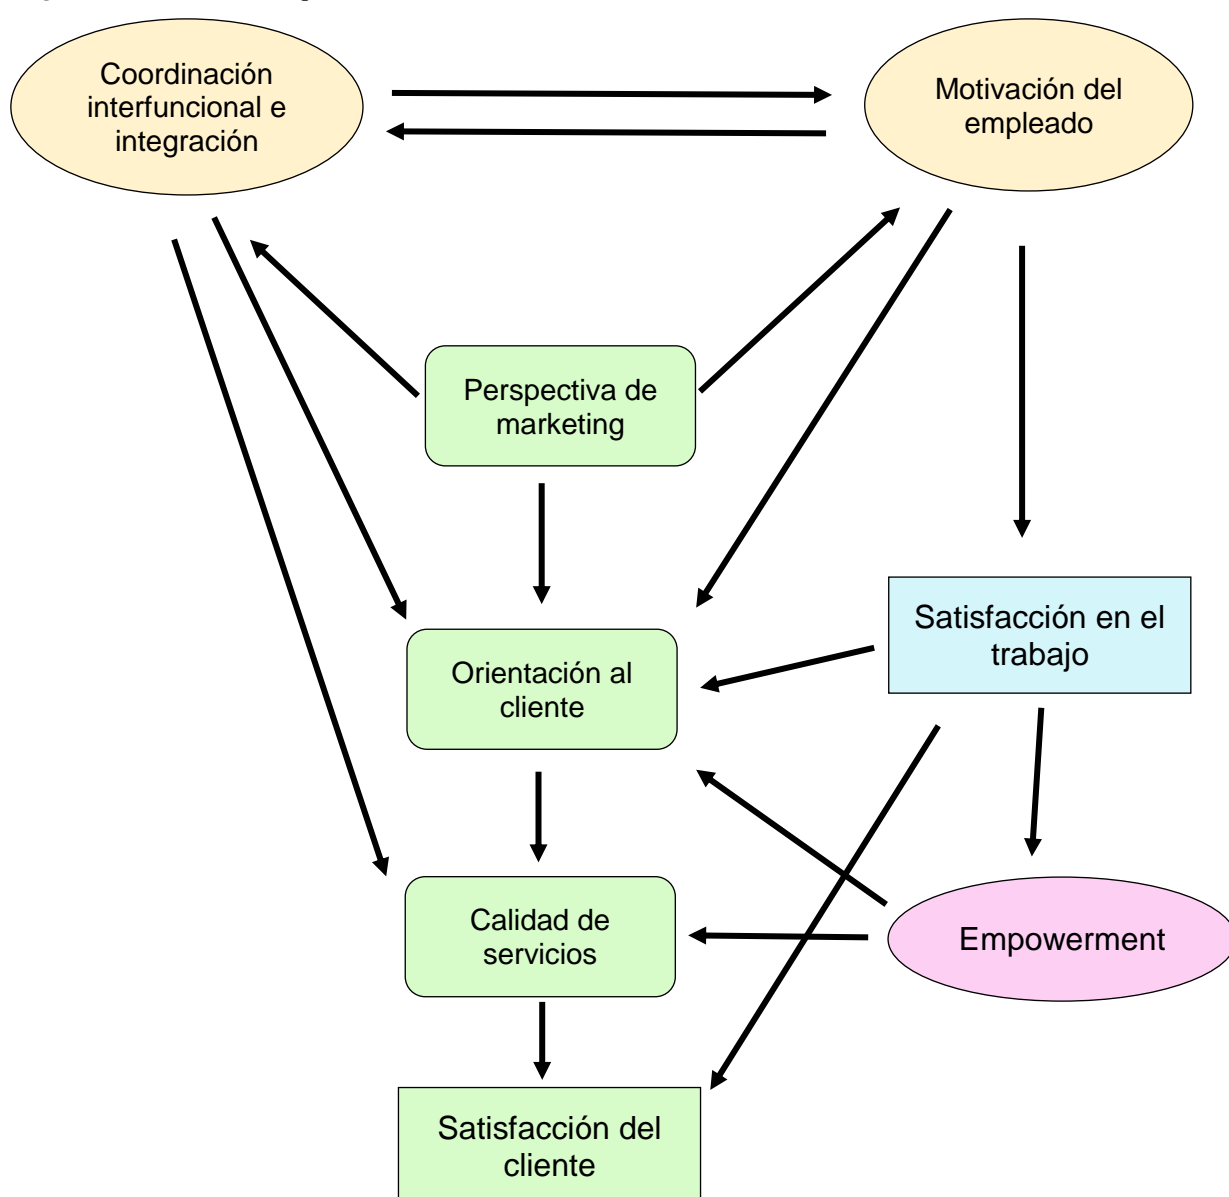 Coordinación
interfuncional e
integración
Motivación del
empleado
Perspectiva de
marketing
Satisfacción en el
trabajo
Orientación al
cliente
Calidad de
servicios
Empowerment
Satisfacción del
cliente